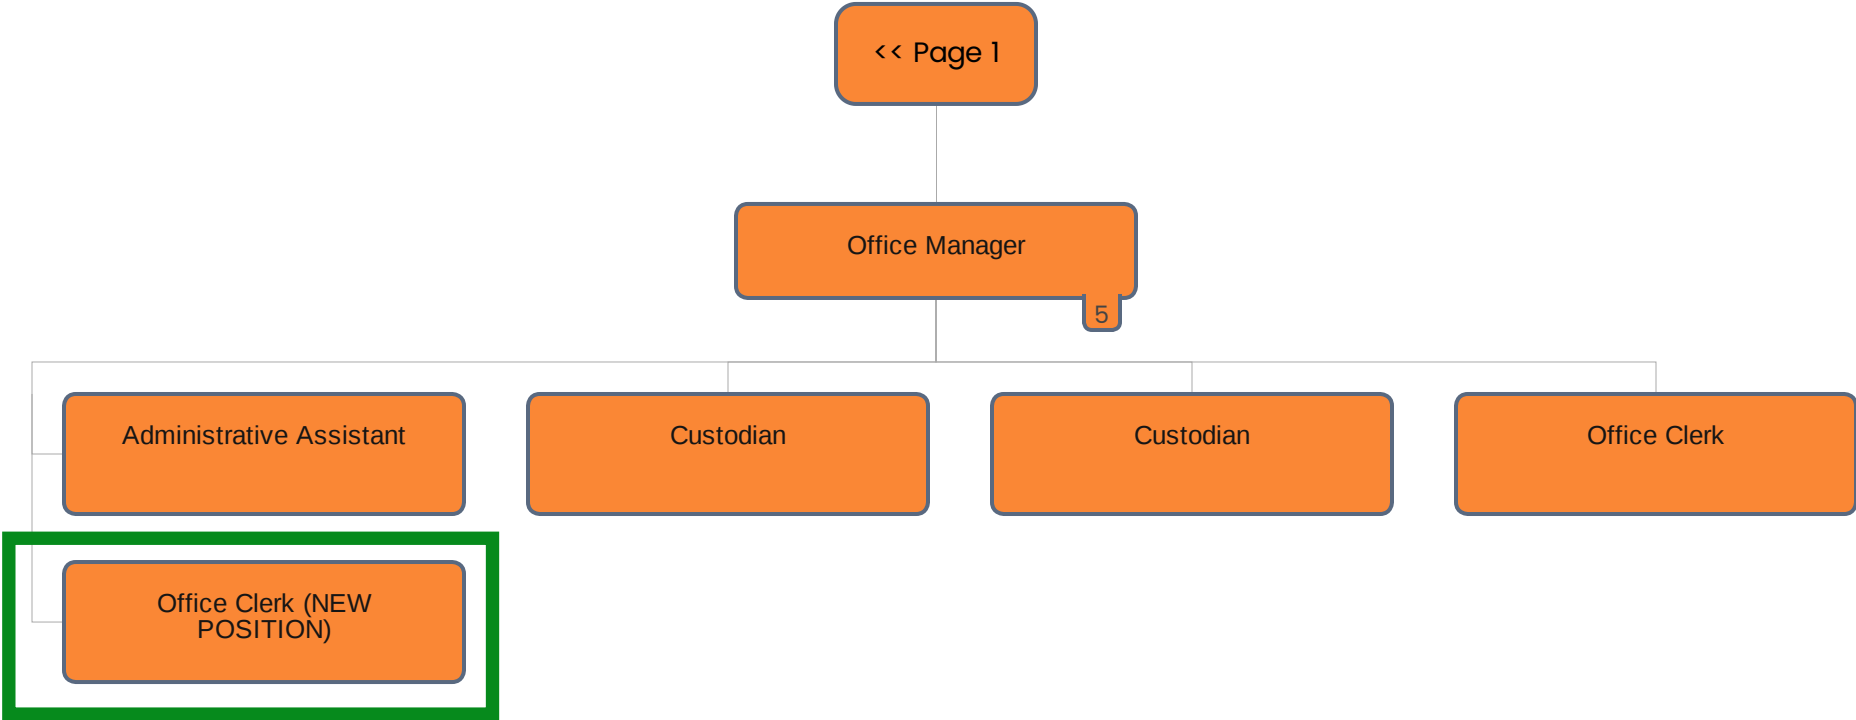 << Page 1
Office Manager
5
Administrative Assistant
Custodian
Custodian
Office Clerk
Office Clerk (NEW
POSITION)